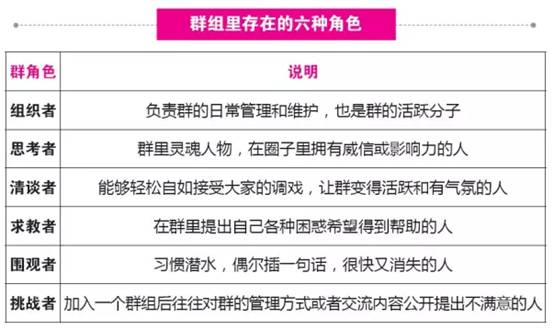 群组里存在的六种角色
群角色 说明
组织者 负责群的日常管理和维护，也是群的活跃分子
思考者 群里灵魂人物，在圈子里拥有威信或影响力的人
清谈者 能够轻松自如接受大家的调戏，让群变得活跃和有气氛的人
求教者 在群里提出自己各种困惑希望得到帮助的人
围观者 习惯潜水，偶尔插一句话，很快又消失的人
挑战者 加入一个群组后往往对群的管理方式或者交流内容公开提出不满意的人